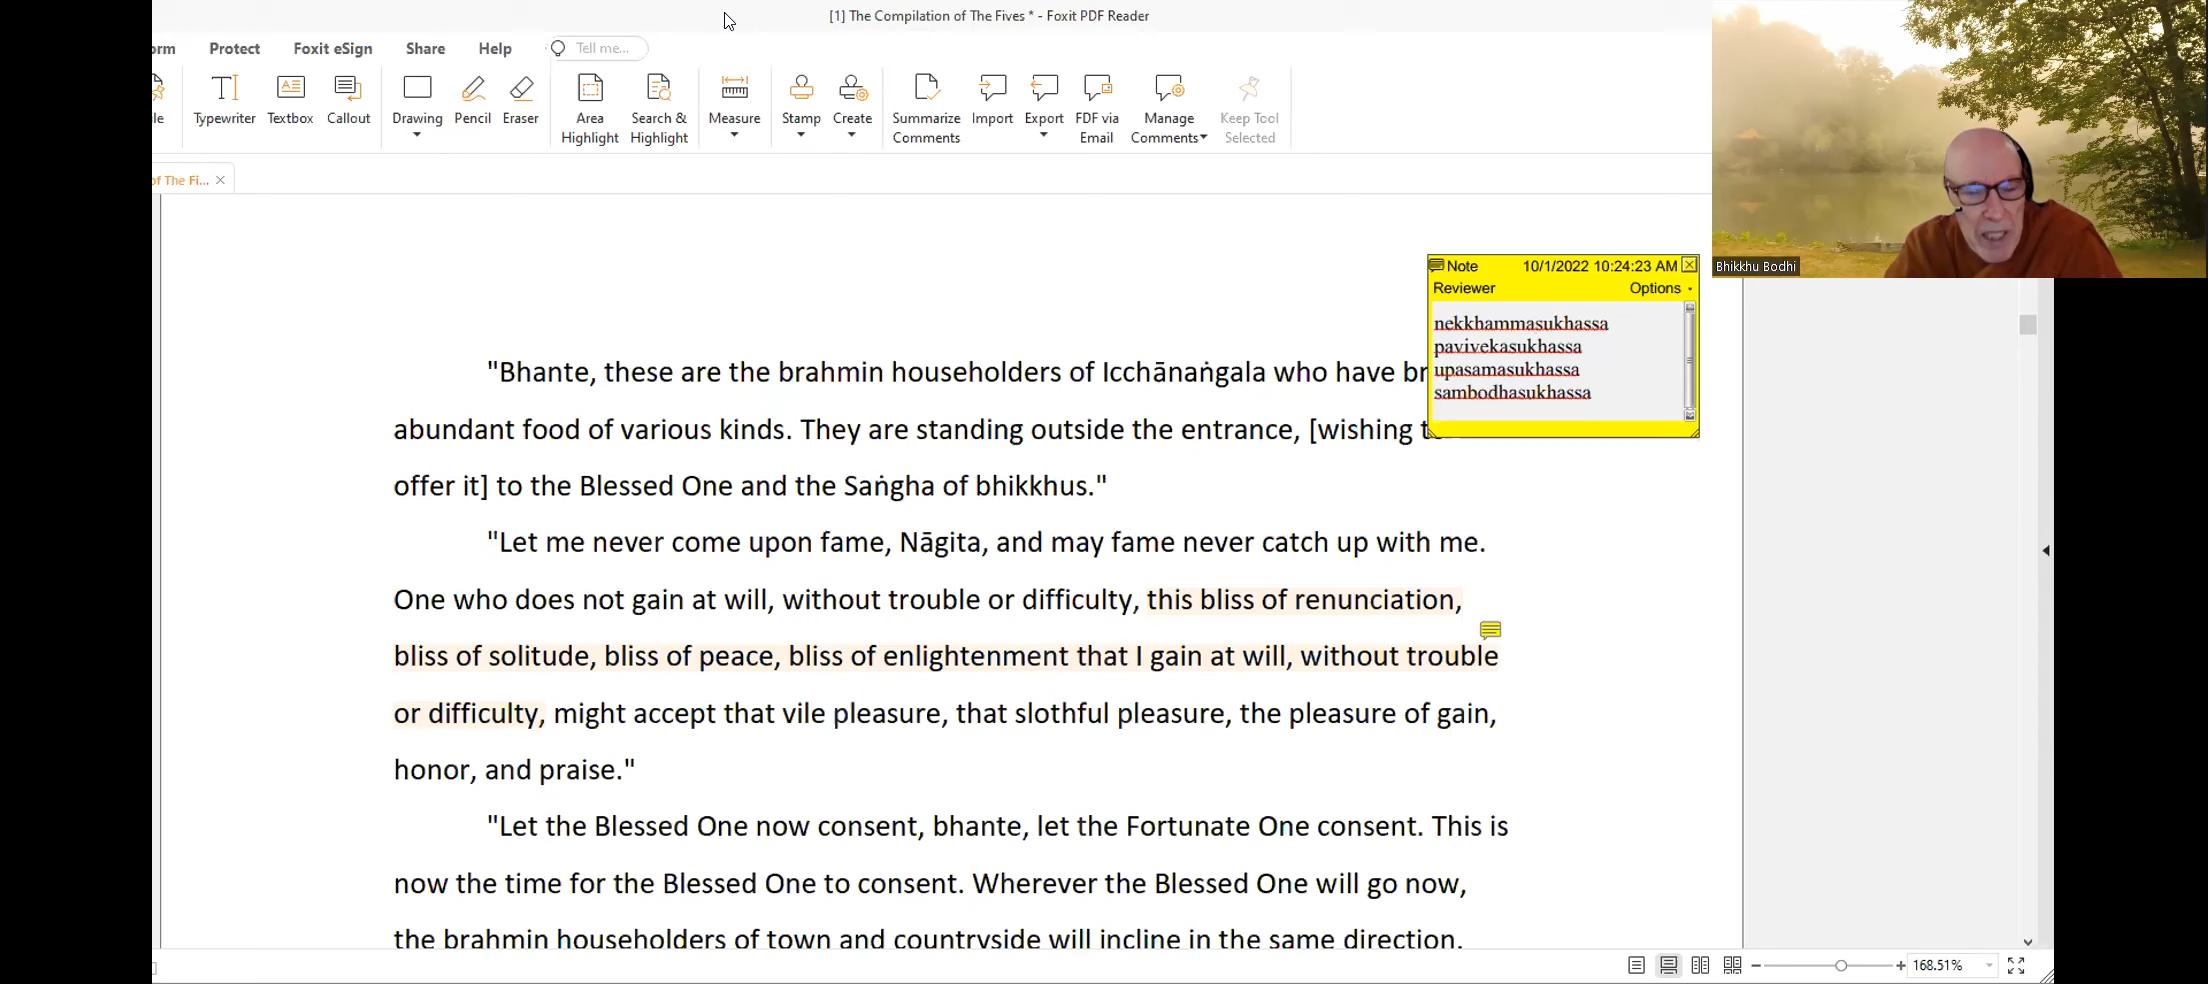 [1] The Compilation of The Fives * - Foxit PDF Reader
orm Protect Foxit eSign Share Help Tell me...
le Typewriter Textbox Callout Drawing Pencil Eraser Area Highlight Search & Highlight Measure Stamp Create Summarize Comments Import Export FDF via Email Manage Comments Keep Tool Selected
of The Fi...
Bhikkhu Bodhi
Note 10/1/2022 10:24:23 AM
Reviewer Options
nekkhammasukhassa
pavivekasukhassa
upasamasukhassa
sambodhasukhassa
"Bhante, these are the brahmin householders of Icchānaṅgala who have br
abundant food of various kinds. They are standing outside the entrance, [wishing
offer it] to the Blessed One and the Saṅgha of bhikkhus."
"Let me never come upon fame, Nāgita, and may fame never catch up with me.
One who does not gain at will, without trouble or difficulty, this bliss of renunciation,
bliss of solitude, bliss of peace, bliss of enlightenment that I gain at will, without trouble
or difficulty, might accept that vile pleasure, that slothful pleasure, the pleasure of gain,
honor, and praise."
"Let the Blessed One now consent, bhante, let the Fortunate One consent. This is
now the time for the Blessed One to consent. Wherever the Blessed One will go now,
the brahmin householders of town and countryside will incline in the same direction.
168.51%